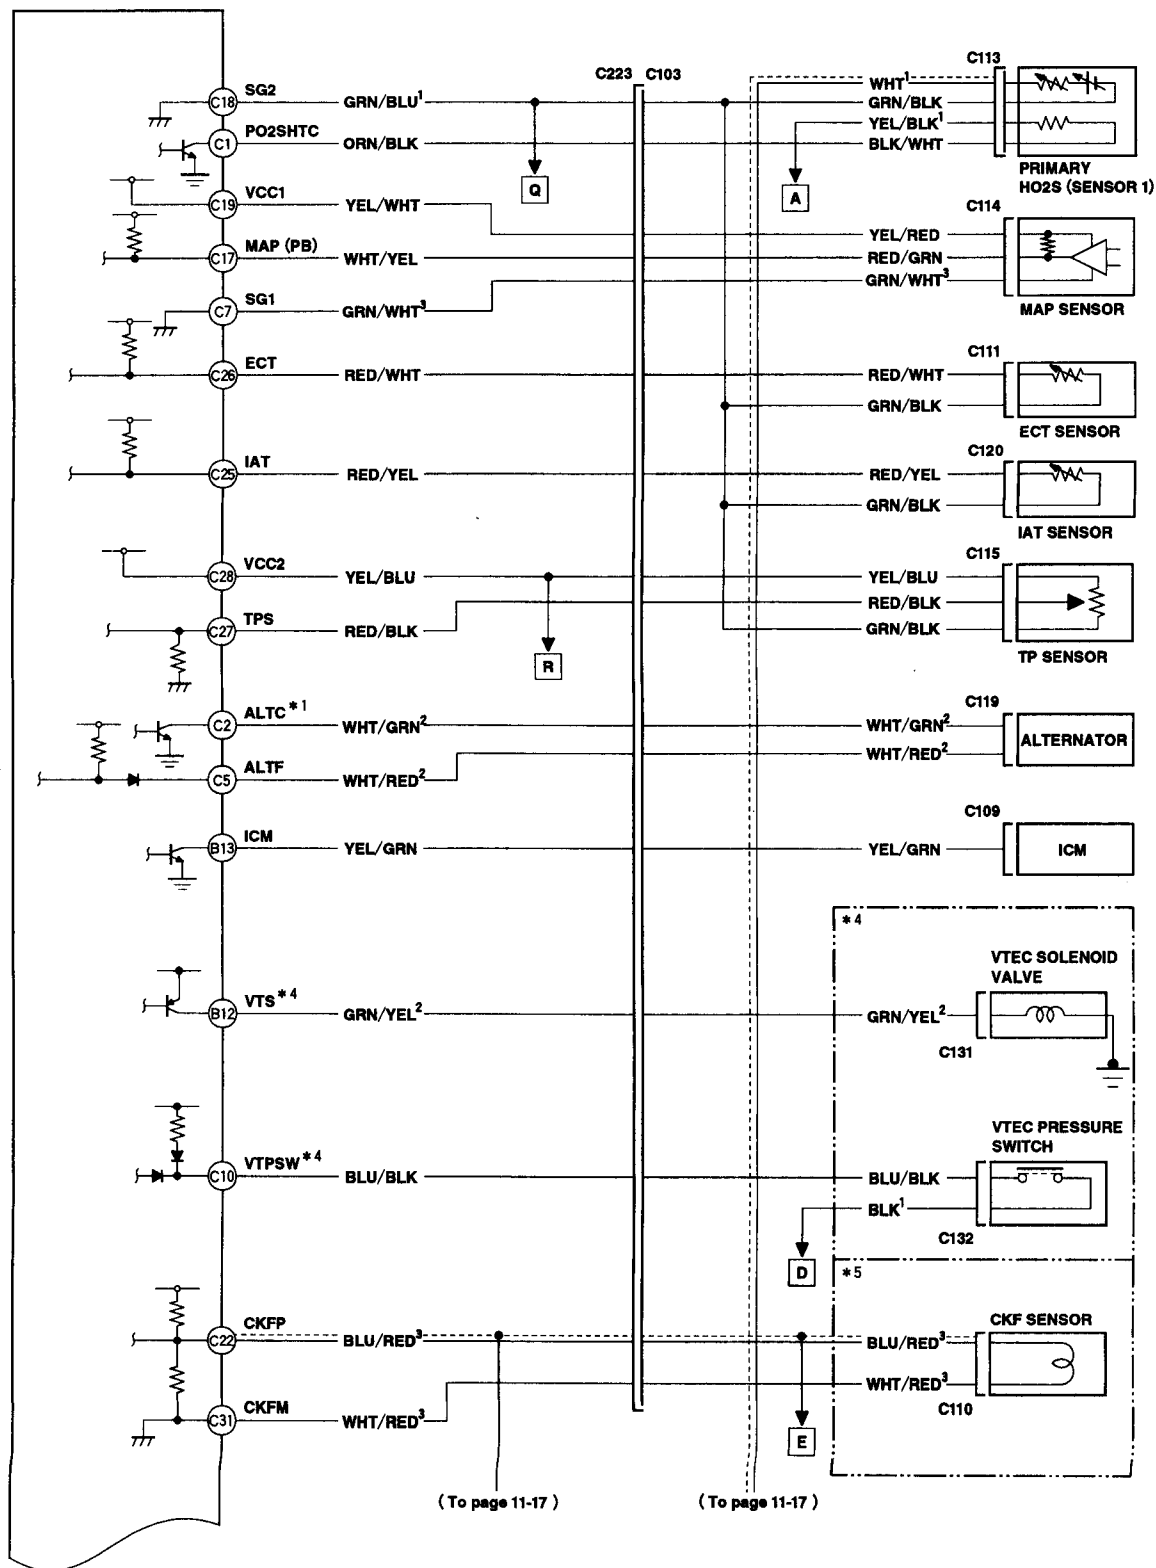 C223 C103
C113
C18 SG2 GRN/BLU¹ WHT¹
GRN/BLK
YEL/BLK¹
C1 PO2SHTC ORN/BLK BLK/WHT
Q
A
PRIMARY
HO2S (SENSOR 1)
C19 VCC1 YEL/WHT
C114
YEL/RED
C17 MAP (PB) WHT/YEL RED/GRN
GRN/WHT³
C7 SG1 GRN/WHT³
MAP SENSOR
C111
C26 ECT RED/WHT RED/WHT
GRN/BLK
ECT SENSOR
C120
C25 IAT RED/YEL RED/YEL
GRN/BLK
IAT SENSOR
C115
C28 VCC2 YEL/BLU YEL/BLU
RED/BLK
C27 TPS RED/BLK GRN/BLK
R
TP SENSOR
C119
C2 ALTC *1 WHT/GRN² WHT/GRN²
ALTERNATOR
WHT/RED²
C5 ALTF WHT/RED²
C109
B13 ICM YEL/GRN YEL/GRN ICM
*4
VTEC SOLENOID
VALVE
B12 VTS *4 GRN/YEL² GRN/YEL²
C131
VTEC PRESSURE
SWITCH
C10 VTPSW *4 BLU/BLK BLU/BLK
BLK¹
C132
D
*5
CKF SENSOR
C22 CKFP BLU/RED³ BLU/RED³
WHT/RED³
C110
C31 CKFM WHT/RED³
E
( To page 11-17 ) ( To page 11-17 )